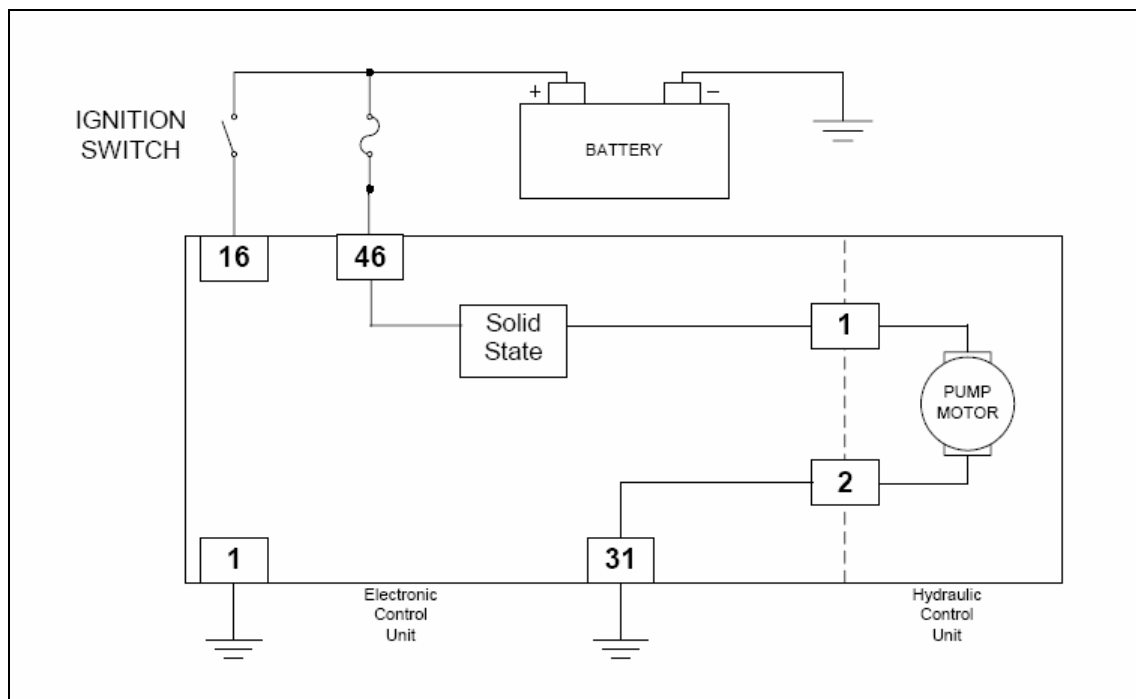 IGNITION
SWITCH
+
−
BATTERY
16
46
Solid
State
1
PUMP
MOTOR
2
1
31
Electronic
Control
Unit
Hydraulic
Control
Unit